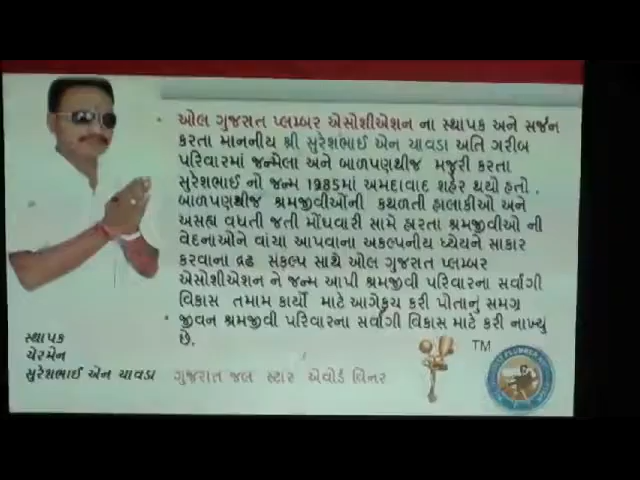 ઓલ ગુજરાત પ્લમ્બર એસોશીએશન ના સ્થાપક અને સર્જન
કરતા માનનીય શ્રી સુરેશભાઈ એન ચાવડા અતિ ગરીબ
પરિવારમાં જન્મેલા અને બાળપણથીજ મજુરી કરતા
સુરેશભાઈ નો જન્મ 1985માં અમદાવાદ શહેર થયો હતો .
બાળપણથીજ શ્રમજીવીઓની કથળતી હાલાકીઓ અને
અસહ્ય વધતી જતી મોંઘવારી સામે હારતા શ્રમજીવીઓ ની
વેદનાઓને વાંચા આપવાના અકલ્પનીય ધ્યેયને સાકાર
કરવાના દ્રઢ સંકલ્પ સાથે ઓલ ગુજરાત પ્લમ્બર
એસોશીએશન ને જન્મ આપી શ્રમજીવી પરિવારના સર્વાંગી
વિકાસ તમામ કાર્યો માટે આગેકુચ કરી પોતાનુ સમગ્ર
જીવન શ્રમજીવી પરિવારના સર્વાંગી વિકાસ માટે કરી નાખ્યુ
છે.
સ્થાપક
ચેરમેન
સુરેશભાઈ એન ચાવડા
ગુજરાત જલ સ્ટાર એવોર્ડ વિનર
TM
PLUMBER